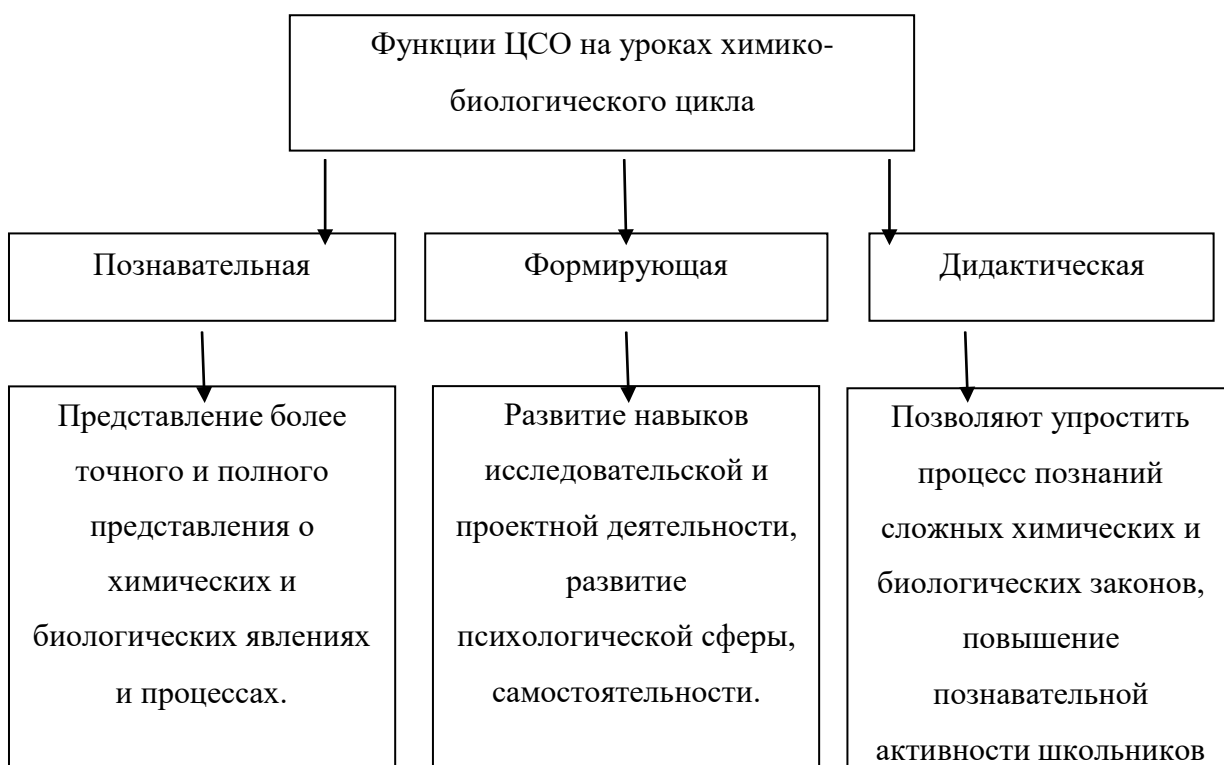 Функции ЦСО на уроках химико-
биологического цикла
Познавательная
Формирующая
Дидактическая
Представление более
точного и полного
представления о
химических и
биологических явлениях
и процессах.
Развитие навыков
исследовательской и
проектной деятельности,
развитие
психологической сферы,
самостоятельности.
Позволяют упростить
процесс познаний
сложных химических и
биологических законов,
повышение
познавательной
активности школьников